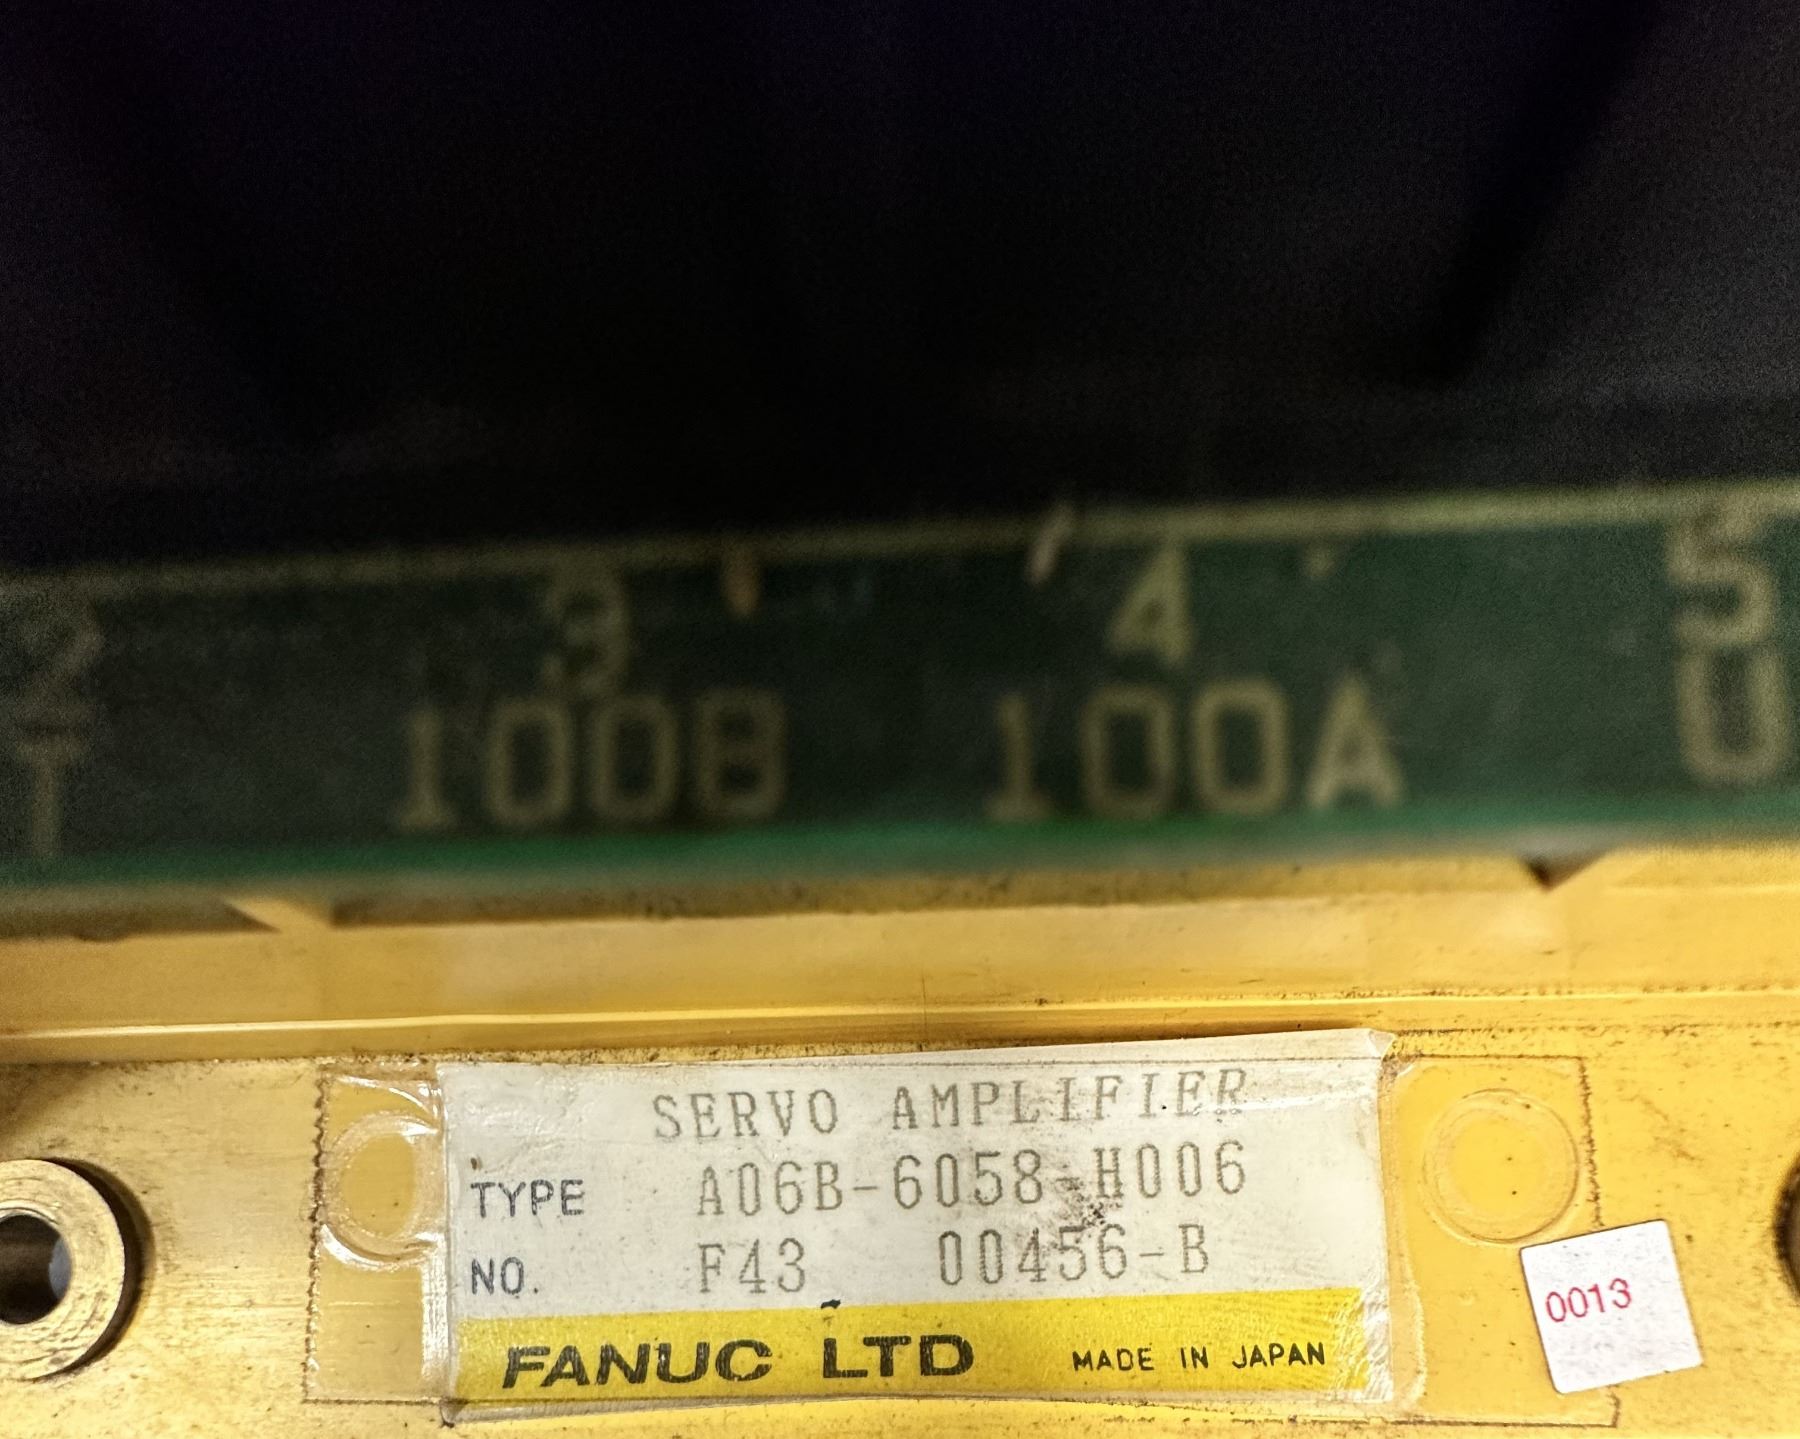 2 3 4 5
T 100B 100A U
SERVO AMPLIFIER
TYPE A06B-6058-H006
NO. F43 00456-B
0013
FANUC LTD MADE IN JAPAN